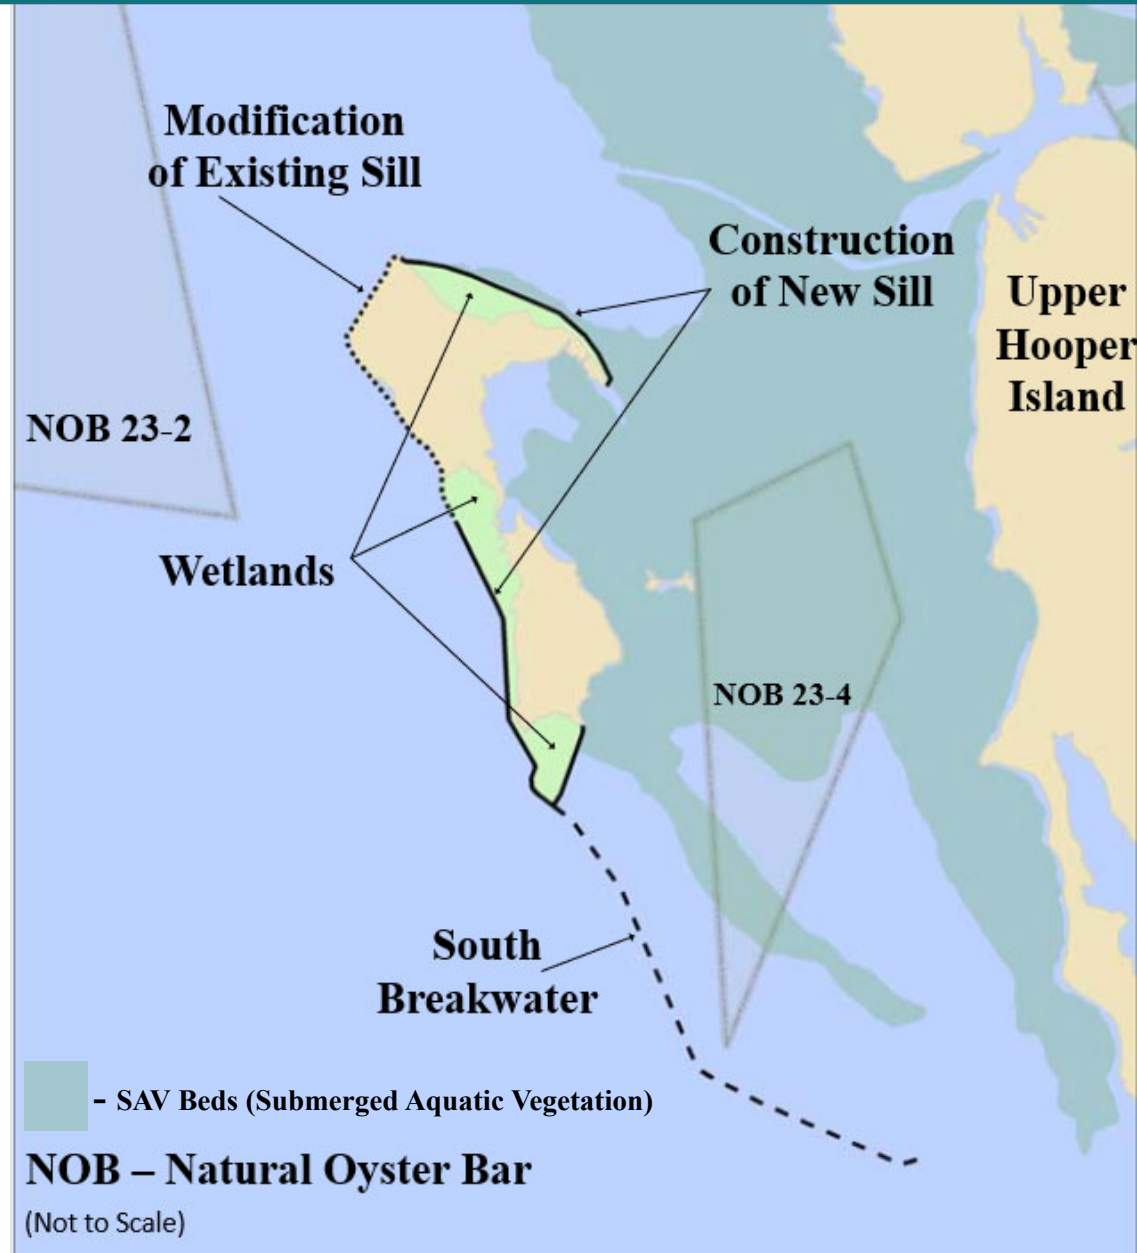 Modification
of Existing Sill
Construction
of New Sill
Upper
Hooper
Island
NOB 23-2
Wetlands
NOB 23-4
South
Breakwater
- SAV Beds (Submerged Aquatic Vegetation)
NOB – Natural Oyster Bar
(Not to Scale)